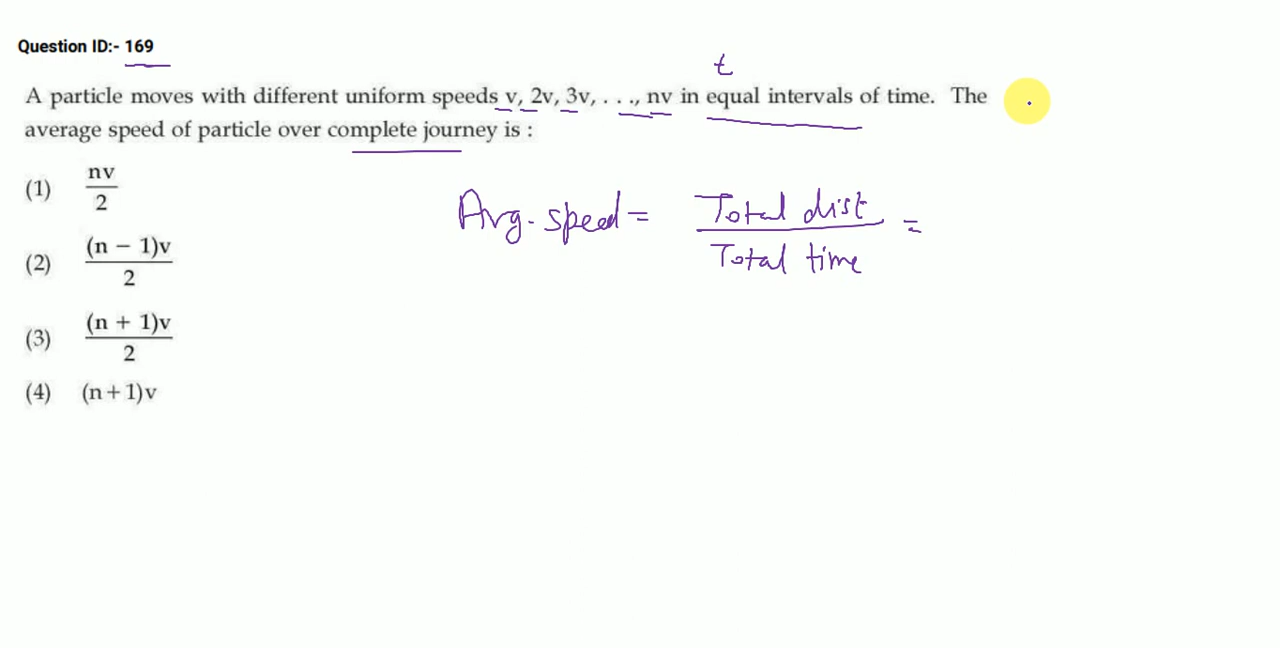 Question ID:- 169
t
A particle moves with different uniform speeds v, 2v, 3v, . . ., nv in equal intervals of time. The
average speed of particle over complete journey is :
(1) nv/2
(2) (n − 1)v/2
(3) (n + 1)v/2
(4) (n + 1)v
Avg. speed = Total dist / Total time =